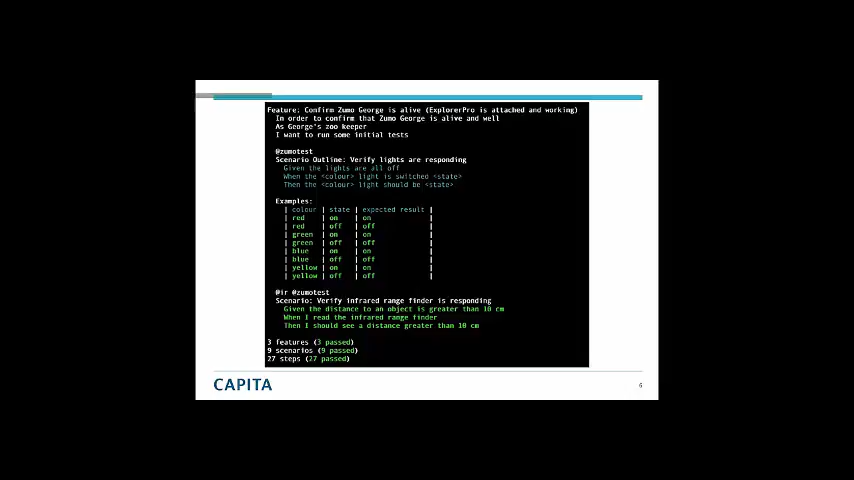 Feature: Confirm Zumo George is alive (ExplorerPro is attached and working)
In order to confirm that Zumo George is alive and well
As George's zoo keeper
I want to run some initial tests
@zumotest
Scenario Outline: Verify lights are responding
Given the lights are all off
When the <colour> light is switched <state>
Then the <colour> light should be <state>
Examples:
| colour | state | expected result |
| red | on | on |
| red | off | off |
| green | on | on |
| green | off | off |
| blue | on | on |
| blue | off | off |
| yellow | on | on |
| yellow | off | off |
@ir @zumotest
Scenario: Verify infrared range finder is responding
Given the distance to an object is greater than 10 cm
When I read the infrared range finder
Then I should see a distance greater than 10 cm
3 features (3 passed)
9 scenarios (9 passed)
27 steps (27 passed)
CAPITA
6